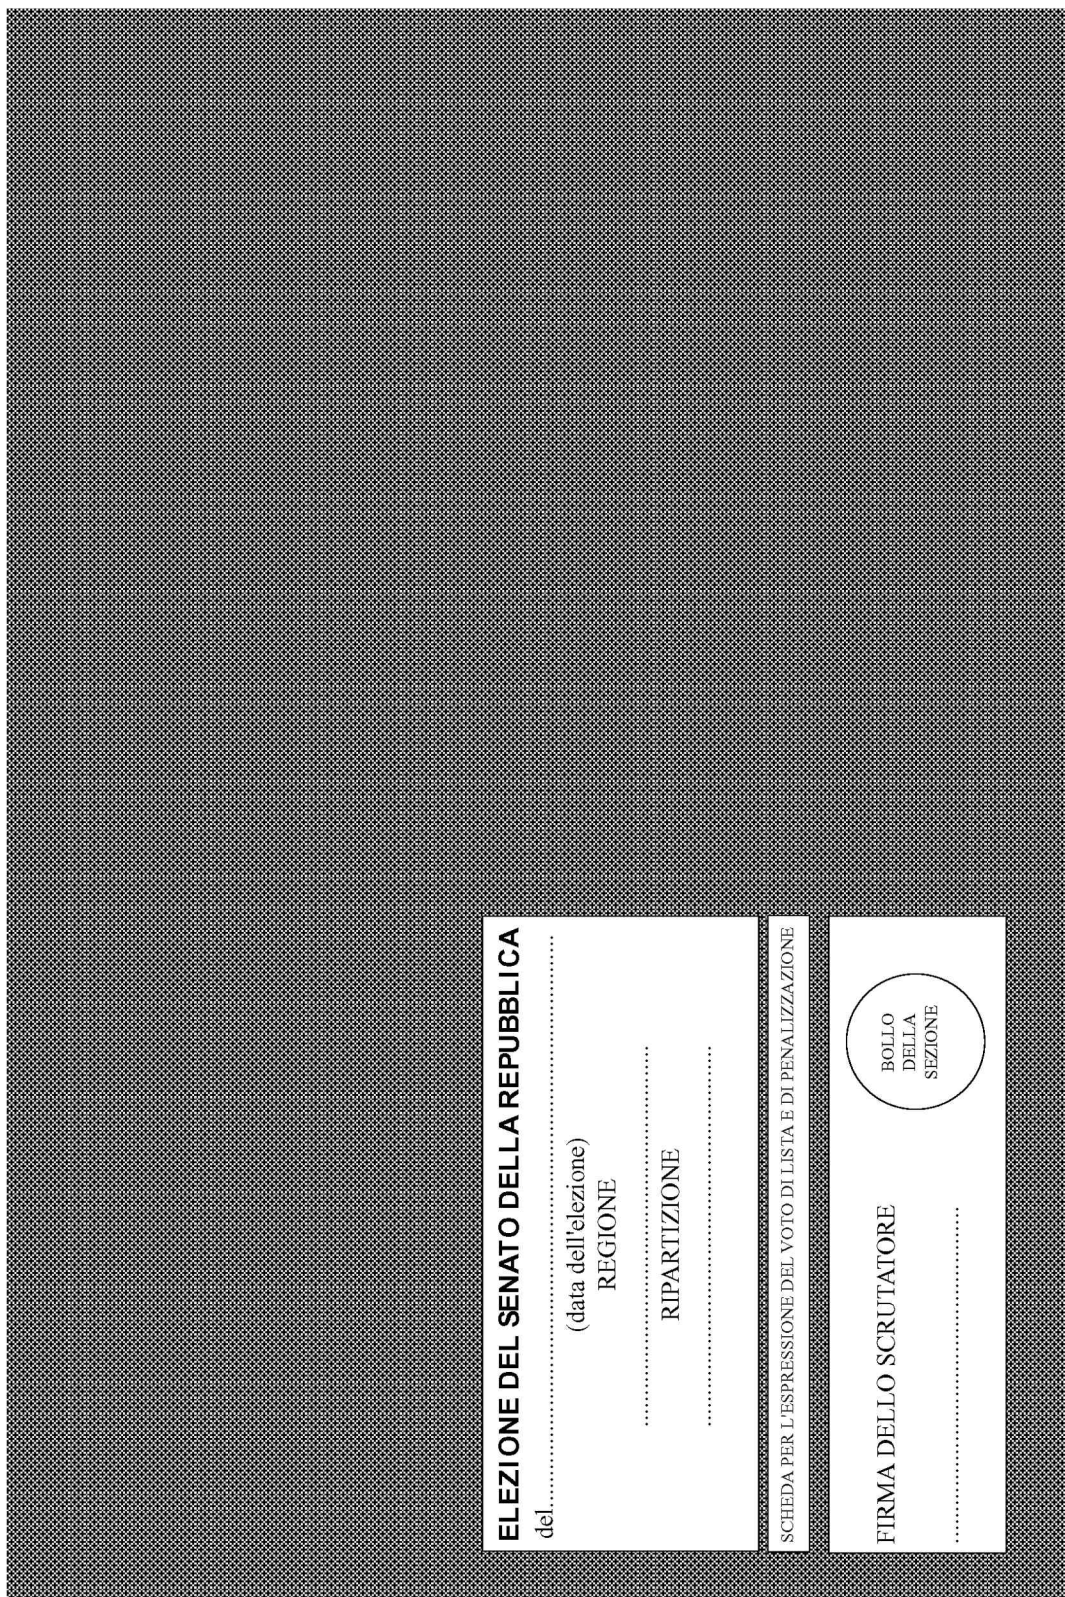 ELEZIONE DEL SENATO DELLA REPUBBLICA
del................................................................................
(data dell'elezione)
REGIONE
......................................................
RIPARTIZIONE
......................................................
SCHEDA PER L'ESPRESSIONE DEL VOTO DI LISTA E DI PENALIZZAZIONE
BOLLO
DELLA
SEZIONE
FIRMA DELLO SCRUTATORE
................................................